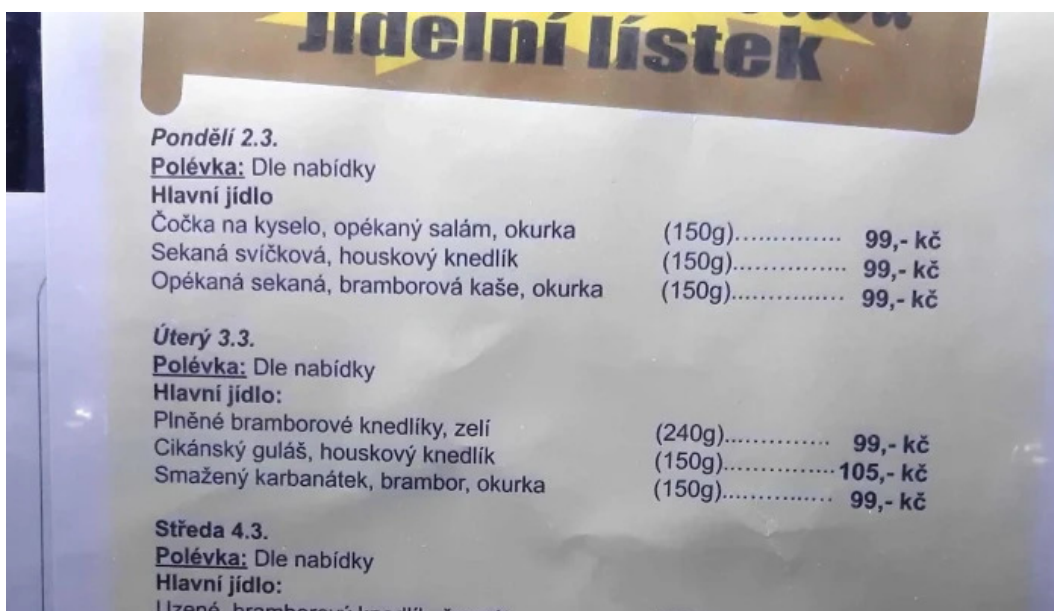 Jídelní lístek
Pondělí 2.3.
Polévka: Dle nabídky
Hlavní jídlo
Čočka na kyselo, opékaný salám, okurka (150g).............. 99,- kč
Sekaná svíčková, houskový knedlík (150g)............... 99,- kč
Opékaná sekaná, bramborová kaše, okurka (150g)............... 99,- kč
Úterý 3.3.
Polévka: Dle nabídky
Hlavní jídlo:
Plněné bramborové knedlíky, zelí (240g).............. 99,- kč
Cikánský guláš, houskový knedlík (150g)...............105,- kč
Smažený karbanátek, brambor, okurka (150g)............... 99,- kč
Středa 4.3.
Polévka: Dle nabídky
Hlavní jídlo:
Uzené, bramborový